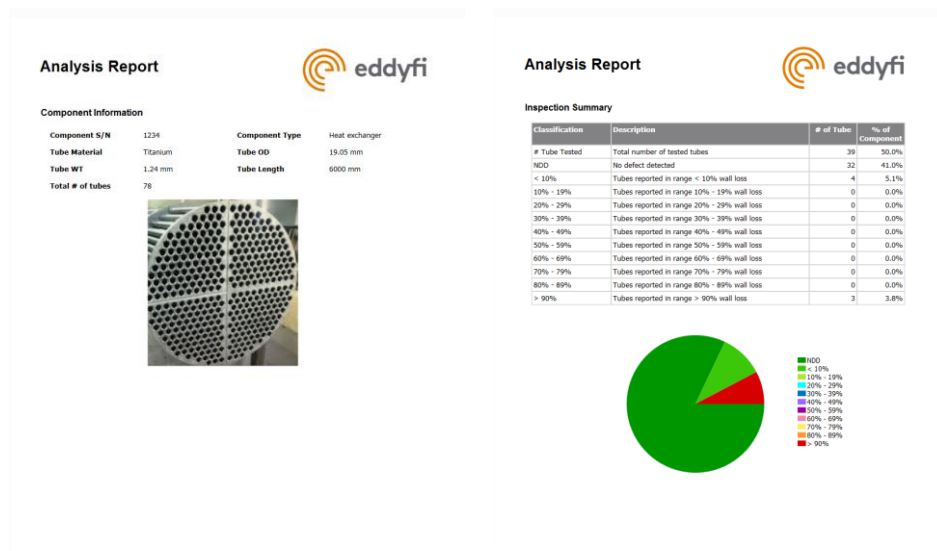 Analysis Report
eddyfi
Component Information
Component S/N 1234 Component Type Heat exchanger
Tube Material Titanium Tube OD 19.05 mm
Tube WT 1.24 mm Tube Length 6000 mm
Total # of tubes 78
Analysis Report
eddyfi
Inspection Summary
Classification Description # of Tube % of Component
# Tube Tested Total number of tested tubes 39 50.0%
NDD No defect detected 32 41.0%
< 10% Tubes reported in range < 10% wall loss 4 5.1%
10% - 19% Tubes reported in range 10% - 19% wall loss 0 0.0%
20% - 29% Tubes reported in range 20% - 29% wall loss 0 0.0%
30% - 39% Tubes reported in range 30% - 39% wall loss 0 0.0%
40% - 49% Tubes reported in range 40% - 49% wall loss 0 0.0%
50% - 59% Tubes reported in range 50% - 59% wall loss 0 0.0%
60% - 69% Tubes reported in range 60% - 69% wall loss 0 0.0%
70% - 79% Tubes reported in range 70% - 79% wall loss 0 0.0%
80% - 89% Tubes reported in range 80% - 89% wall loss 0 0.0%
> 90% Tubes reported in range > 90% wall loss 3 3.8%
NDD
< 10%
10% - 19%
20% - 29%
30% - 39%
40% - 49%
50% - 59%
60% - 69%
70% - 79%
80% - 89%
> 90%